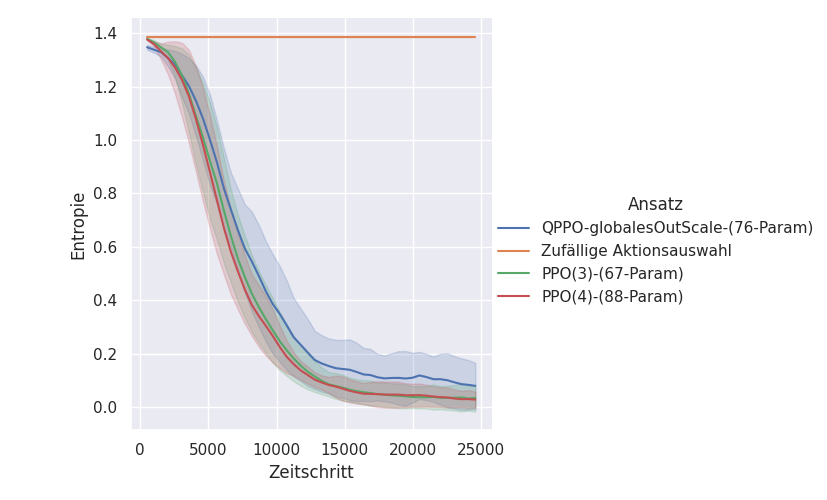 1.4
1.2
1.0
0.8
0.6
0.4
0.2
0.0
Entropie
0
5000
10000
15000
20000
25000
Zeitschritt
Ansatz
QPPO-globalesOutScale-(76-Param)
Zufällige Aktionsauswahl
PPO(3)-(67-Param)
PPO(4)-(88-Param)